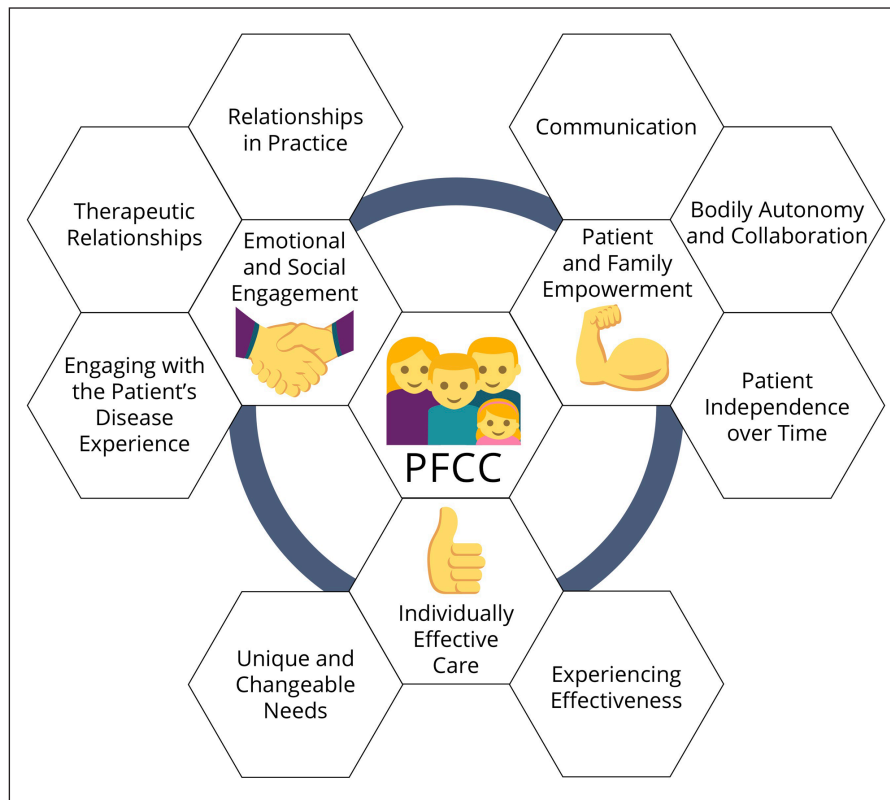 Relationships
in Practice
Communication
Therapeutic
Relationships
Bodily Autonomy
and Collaboration
Emotional
and Social
Engagement
Patient
and Family
Empowerment
Engaging with
the Patient’s
Disease
Experience
Patient
Independence
over Time
PFCC
Individually
Effective
Care
Unique and
Changeable
Needs
Experiencing
Effectiveness